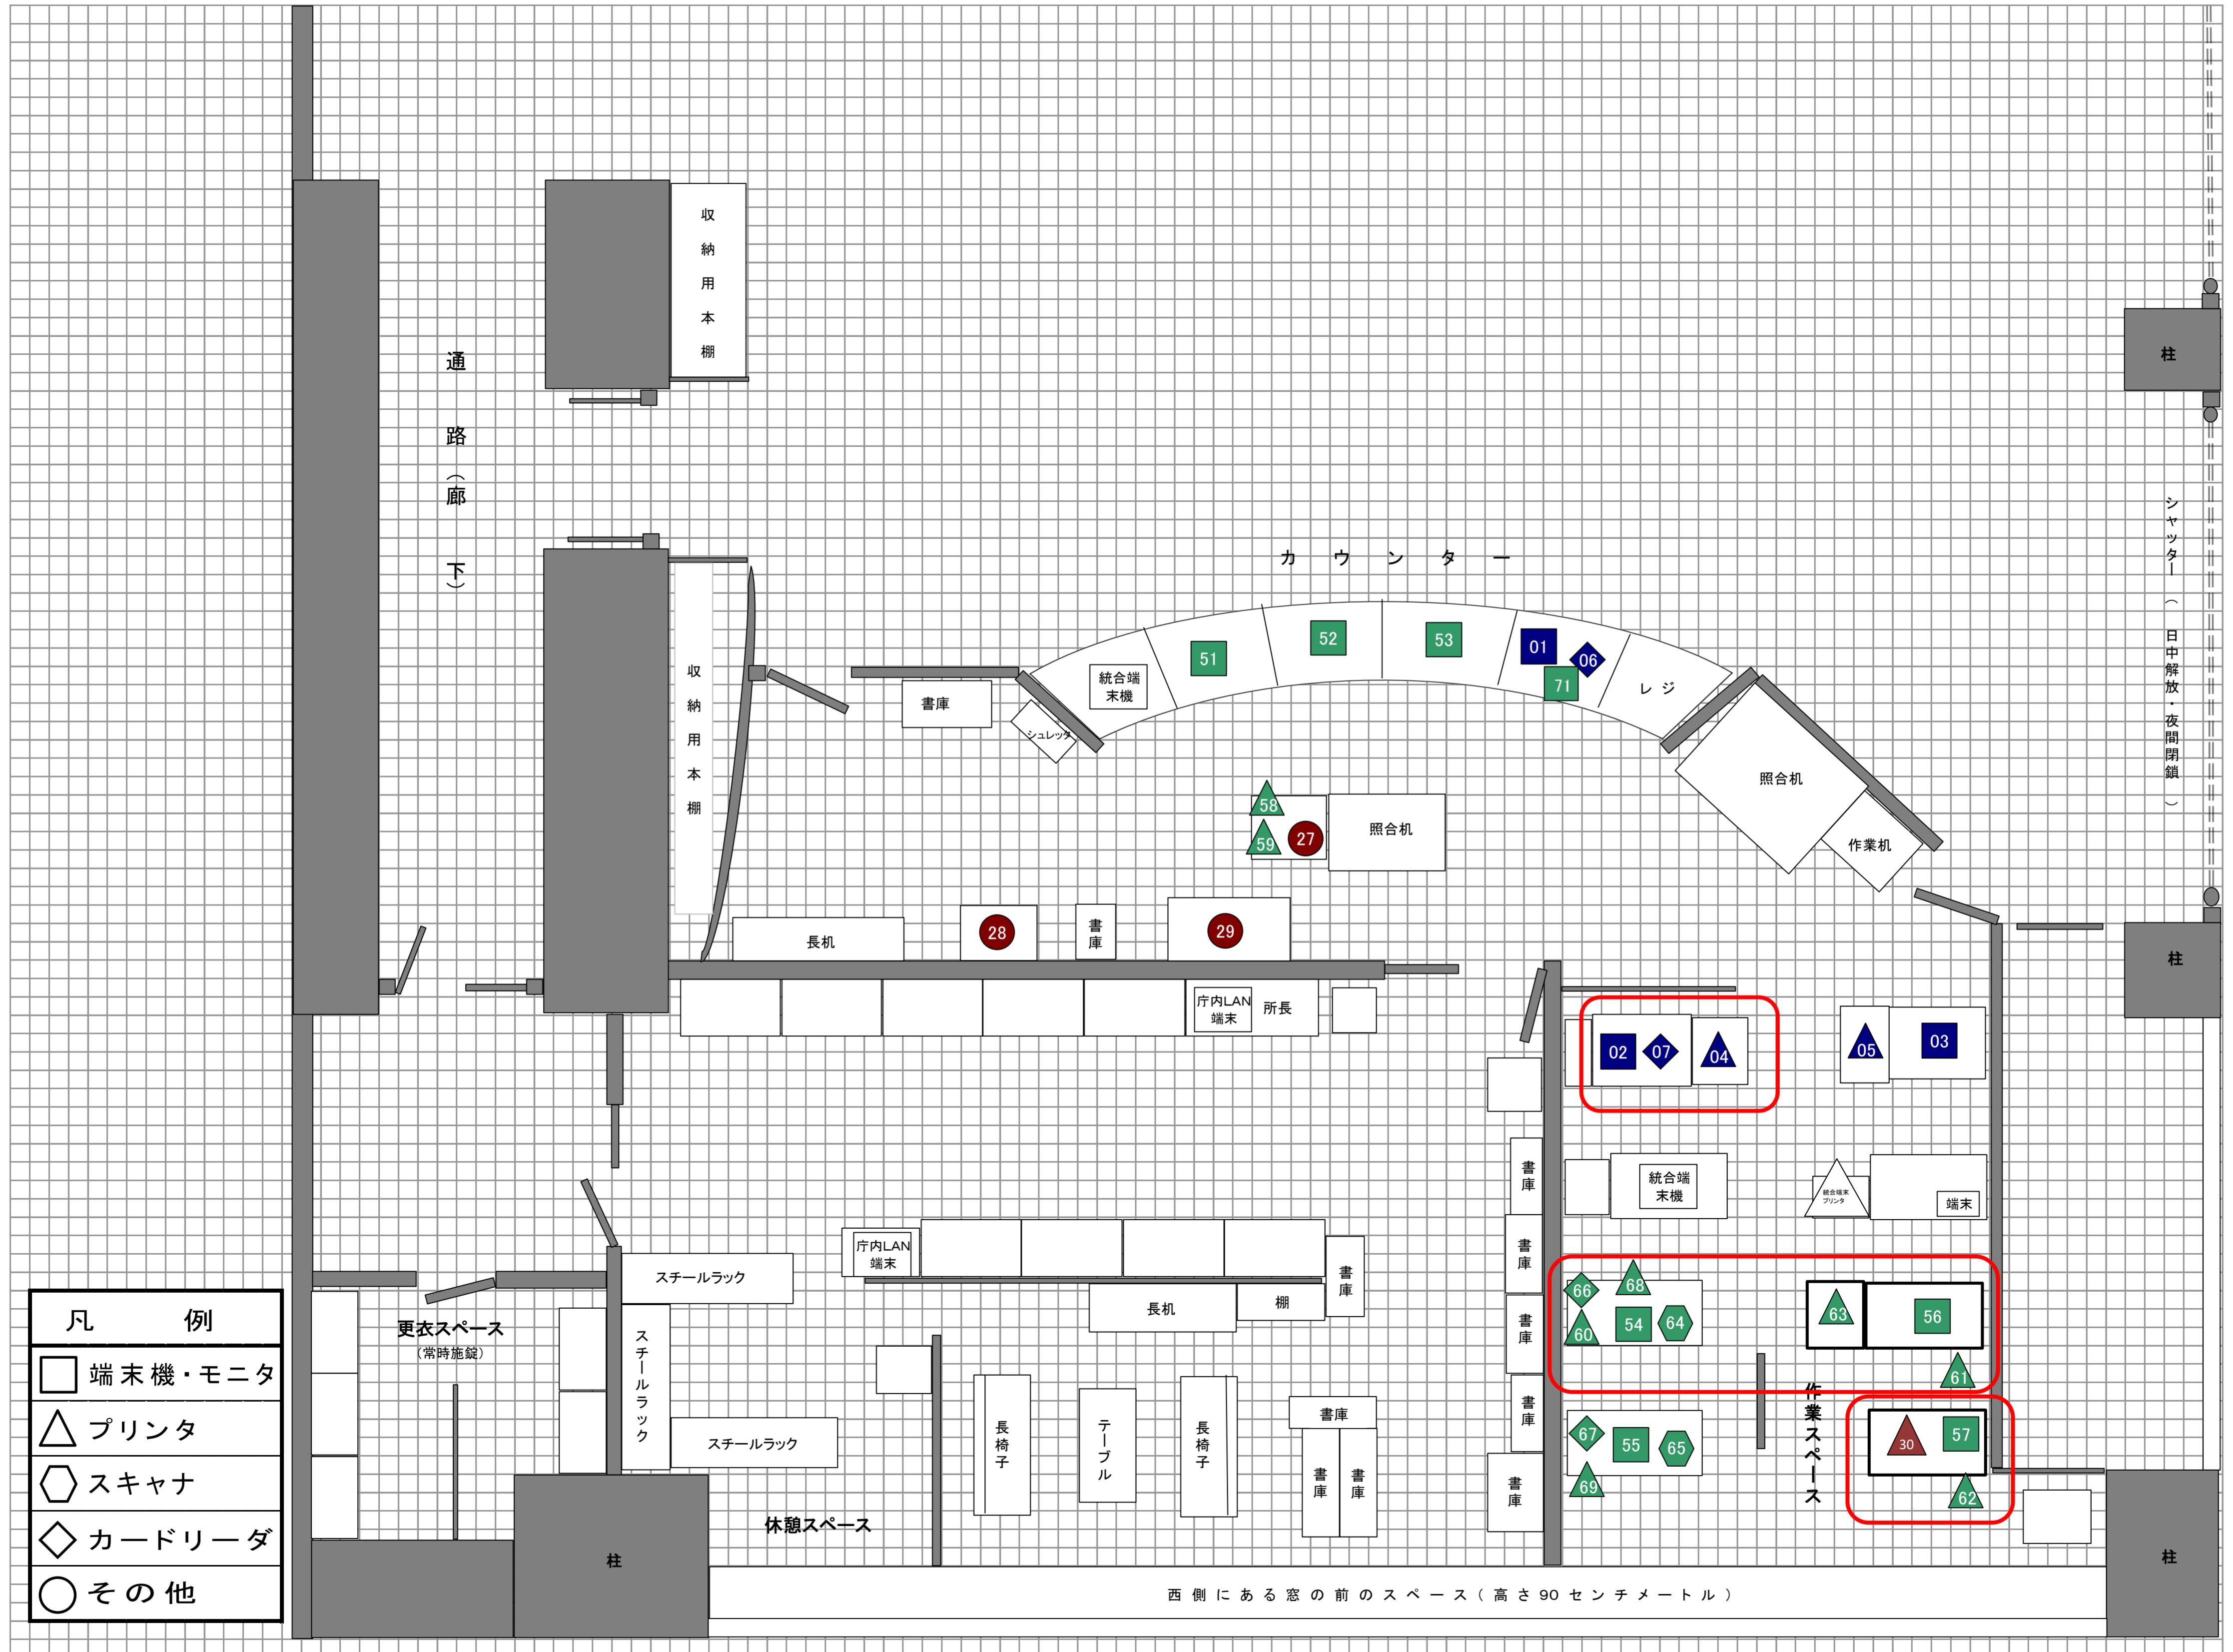 収納用本棚
柱
通路（廊下）
シャッター（日中解放・夜間閉鎖）
カウンター
収納用本棚
統合端
末機
51
52
53
01
06
71
レジ
書庫
シュレッダ
照合机
作業机
58
59
27
照合机
長机
28
書庫
29
柱
庁内LAN
端末
所長
02
07
04
05
03
書庫
統合端
末機
統合端末
プリンタ
端末
書庫
庁内LAN
端末
書庫
スチールラック
長机
棚
66
68
60
54
64
63
56
61
書庫
凡例
端末機・モニタ
プリンタ
スキャナ
カードリーダ
その他
更衣スペース
（常時施錠）
スチールラック
スチールラック
長椅子
テーブル
長椅子
書庫
書庫
書庫
書庫
書庫
67
55
65
69
作業スペース
30
57
62
休憩スペース
柱
柱
西側にある窓の前のスペース（高さ90センチメートル）